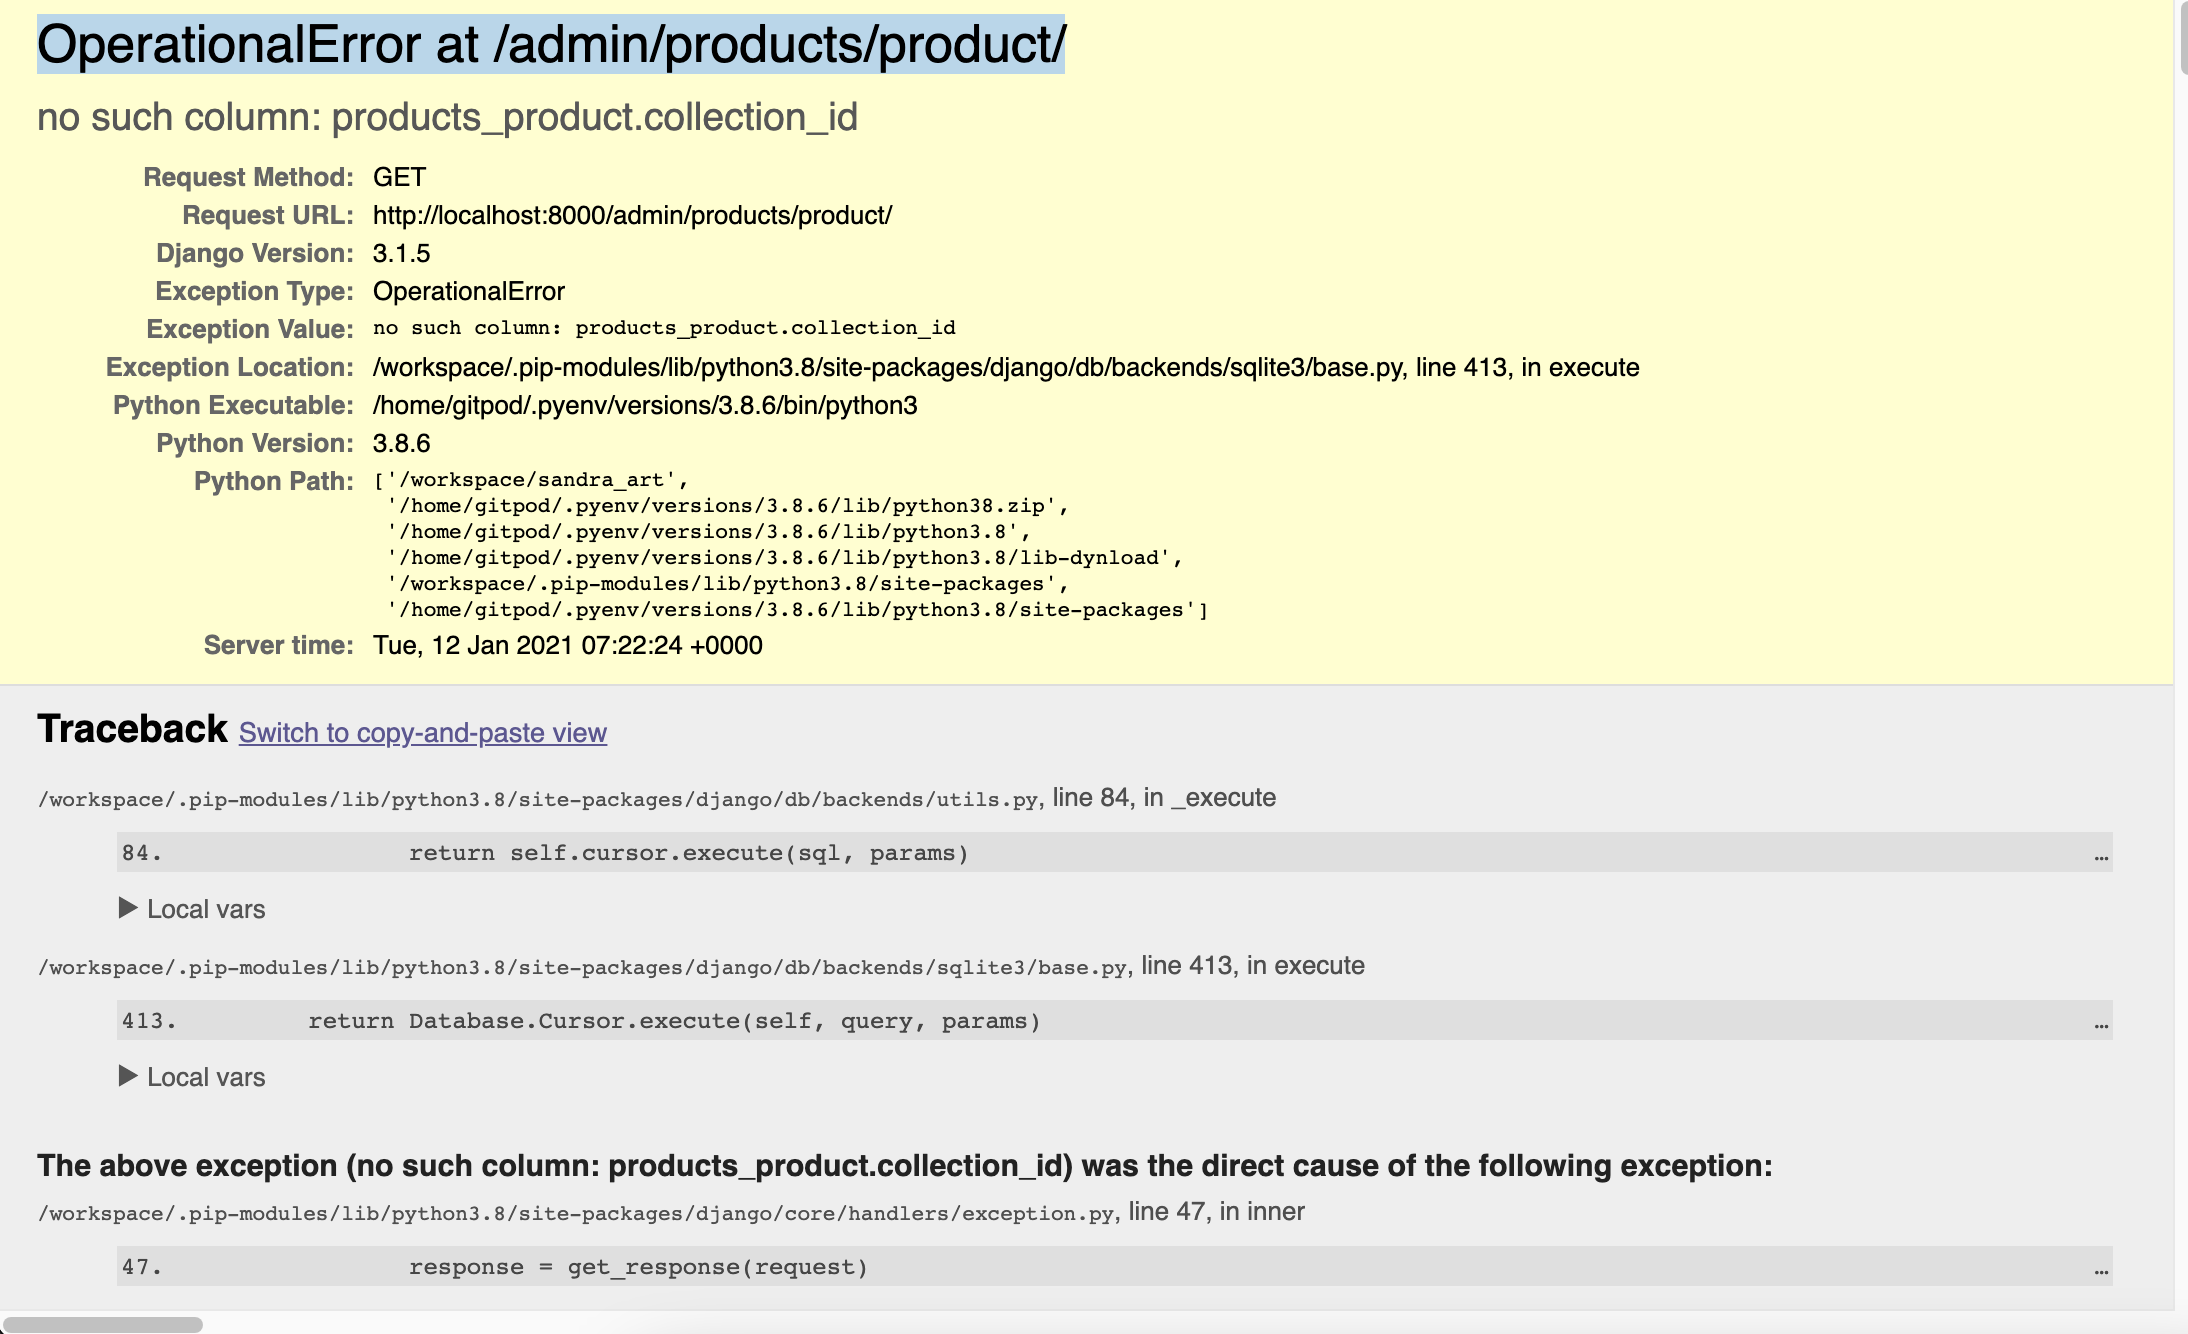 OperationalError at /admin/products/product/
no such column: products_product.collection_id
Request Method: GET
Request URL: http://localhost:8000/admin/products/product/
Django Version: 3.1.5
Exception Type: OperationalError
Exception Value: no such column: products_product.collection_id
Exception Location: /workspace/.pip-modules/lib/python3.8/site-packages/django/db/backends/sqlite3/base.py, line 413, in execute
Python Executable: /home/gitpod/.pyenv/versions/3.8.6/bin/python3
Python Version: 3.8.6
Python Path: ['/workspace/sandra_art',
'/home/gitpod/.pyenv/versions/3.8.6/lib/python38.zip',
'/home/gitpod/.pyenv/versions/3.8.6/lib/python3.8',
'/home/gitpod/.pyenv/versions/3.8.6/lib/python3.8/lib-dynload',
'/workspace/.pip-modules/lib/python3.8/site-packages',
'/home/gitpod/.pyenv/versions/3.8.6/lib/python3.8/site-packages']
Server time: Tue, 12 Jan 2021 07:22:24 +0000
Traceback Switch to copy-and-paste view
/workspace/.pip-modules/lib/python3.8/site-packages/django/db/backends/utils.py, line 84, in _execute
84. return self.cursor.execute(sql, params) …
▶ Local vars
/workspace/.pip-modules/lib/python3.8/site-packages/django/db/backends/sqlite3/base.py, line 413, in execute
413. return Database.Cursor.execute(self, query, params) …
▶ Local vars
The above exception (no such column: products_product.collection_id) was the direct cause of the following exception:
/workspace/.pip-modules/lib/python3.8/site-packages/django/core/handlers/exception.py, line 47, in inner
47. response = get_response(request) …